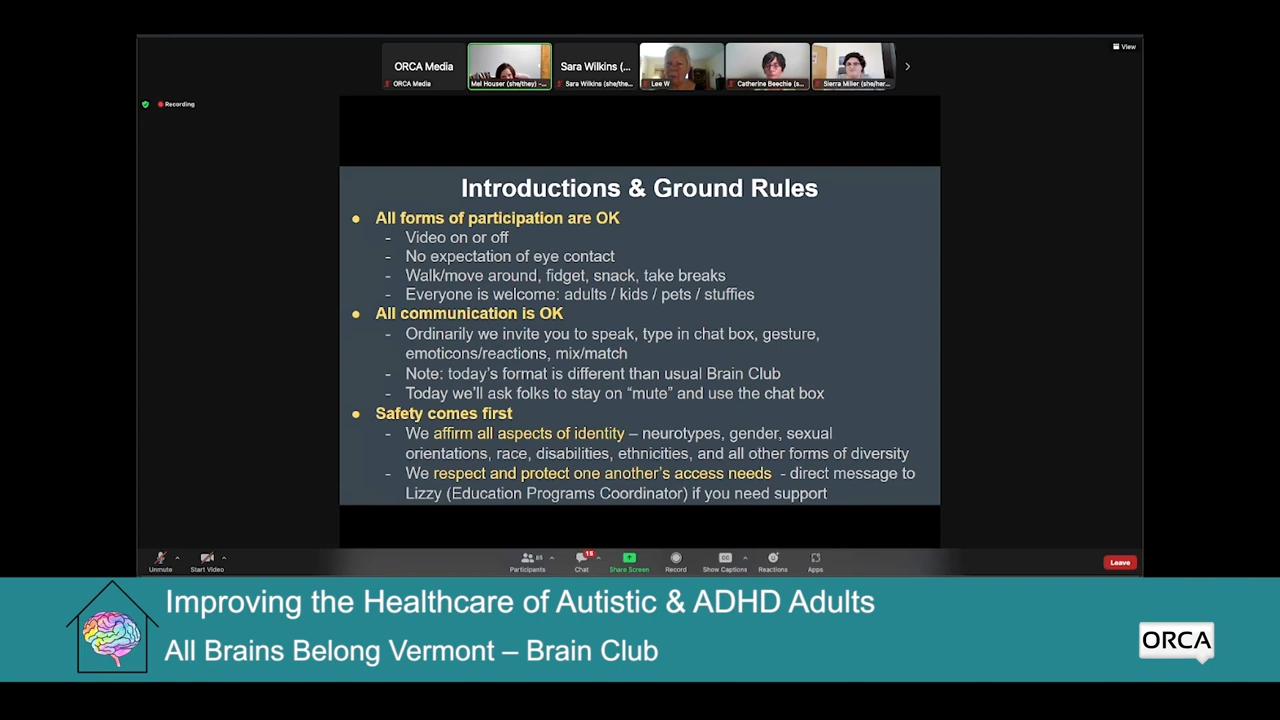 ORCA Media
Sara Wilkins (...
ORCA Media
Mel Houser (she/they) -...
Sara Wilkins (she/the...
Lee W
Catherine Beechie (s...
Sierra Miller (she/her...
View
Recording
Introductions & Ground Rules
● All forms of participation are OK
- Video on or off
- No expectation of eye contact
- Walk/move around, fidget, snack, take breaks
- Everyone is welcome: adults / kids / pets / stuffies
● All communication is OK
- Ordinarily we invite you to speak, type in chat box, gesture,
emoticons/reactions, mix/match
- Note: today’s format is different than usual Brain Club
- Today we’ll ask folks to stay on “mute” and use the chat box
● Safety comes first
- We affirm all aspects of identity – neurotypes, gender, sexual
orientations, race, disabilities, ethnicities, and all other forms of diversity
- We respect and protect one another’s access needs - direct message to
Lizzy (Education Programs Coordinator) if you need support
85
15
CC
Unmute
Start Video
Participants
Chat
Share Screen
Record
Show Captions
Reactions
Apps
Leave
Improving the Healthcare of Autistic & ADHD Adults
All Brains Belong Vermont – Brain Club
ORCA